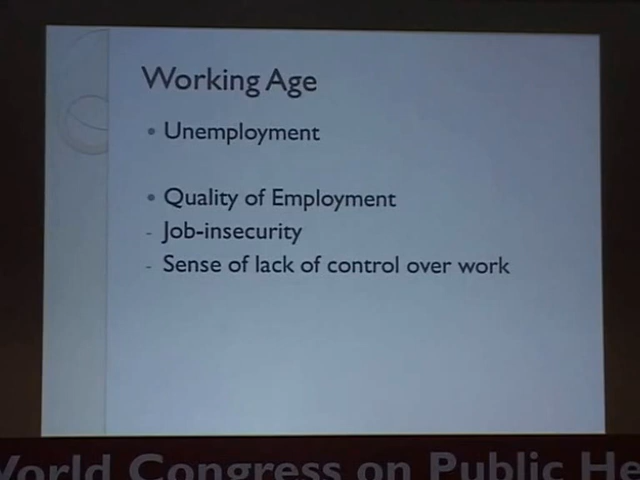 Working Age
• Unemployment
• Quality of Employment
- Job-insecurity
- Sense of lack of control over work
World Congress on Public He